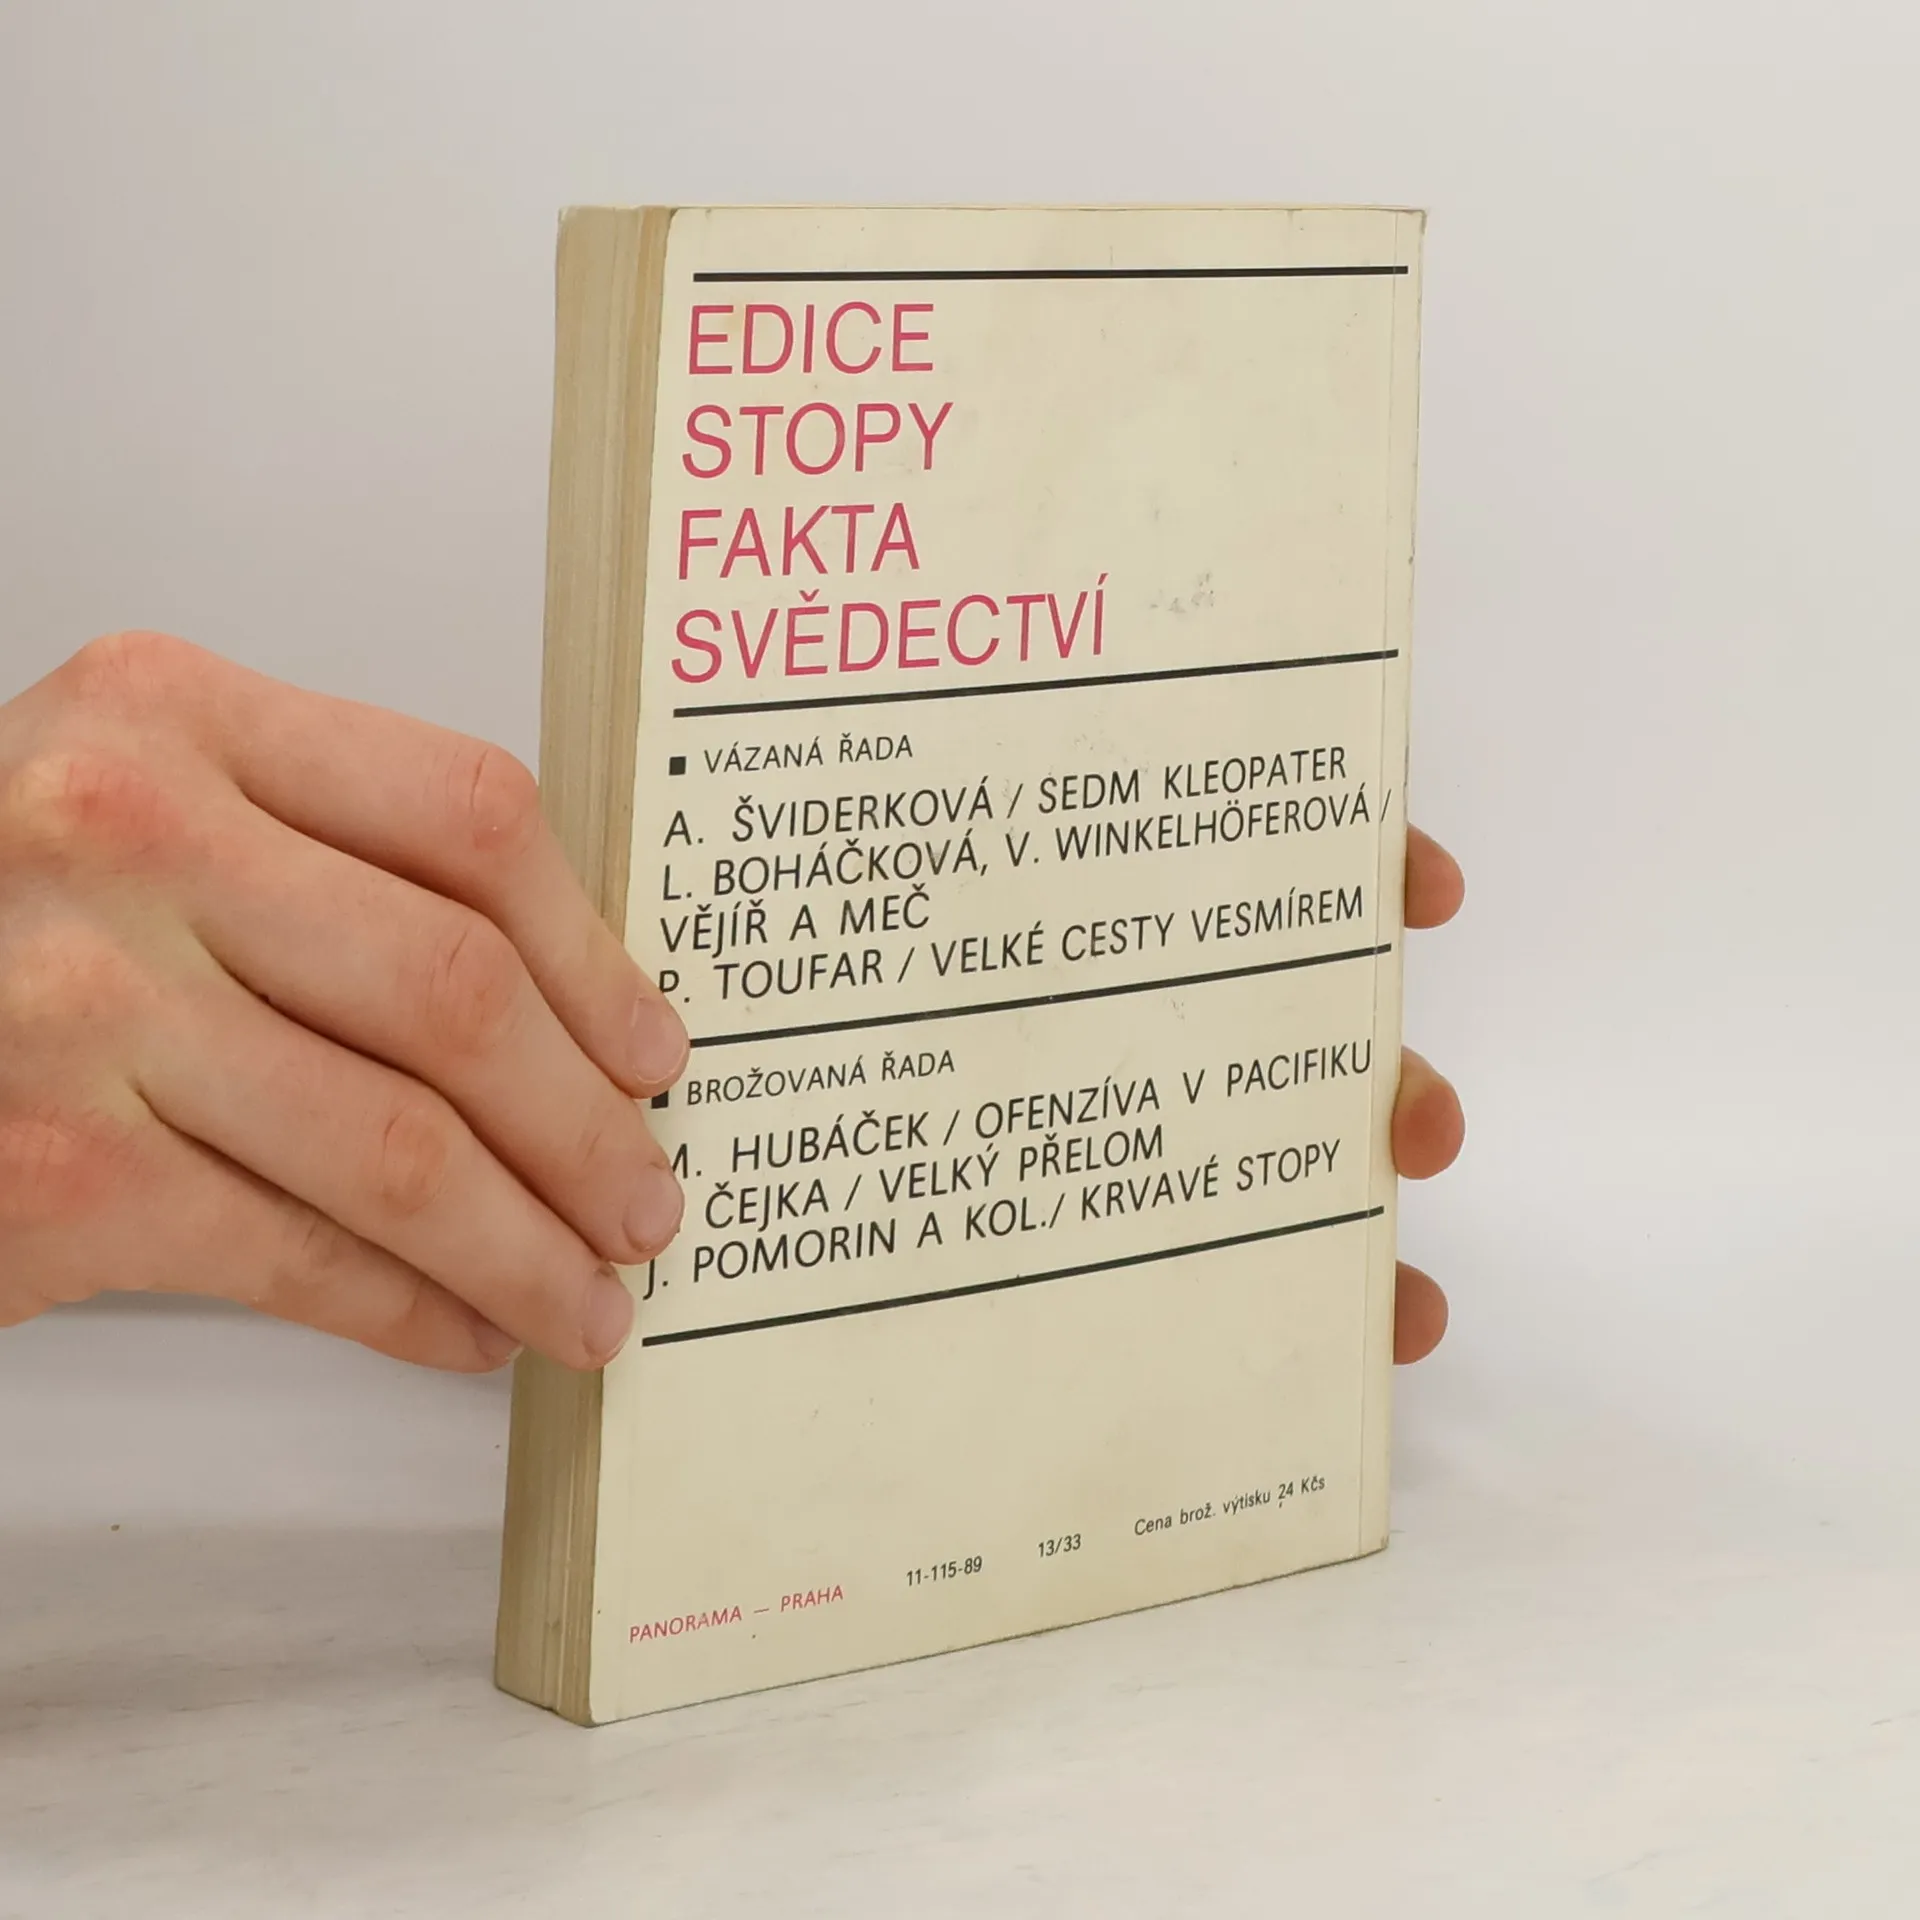 EDICE
STOPY
FAKTA
SVĚDECTVÍ
■ VÁZANÁ ŘADA
A. ŠVIDERKOVÁ / SEDM KLEOPATER
L. BOHÁČKOVÁ, V. WINKELHÖFEROVÁ /
VĚJÍŘ A MEČ
P. TOUFAR / VELKÉ CESTY VESMÍREM
■ BROŽOVANÁ ŘADA
M. HUBÁČEK / OFENZÍVA V PACIFIKU
ČEJKA / VELKÝ PŘELOM
J. POMORIN A KOL./ KRVAVÉ STOPY
PANORAMA — PRAHA 11-115-89 13/33 Cena brož. výtisku 24 Kčs